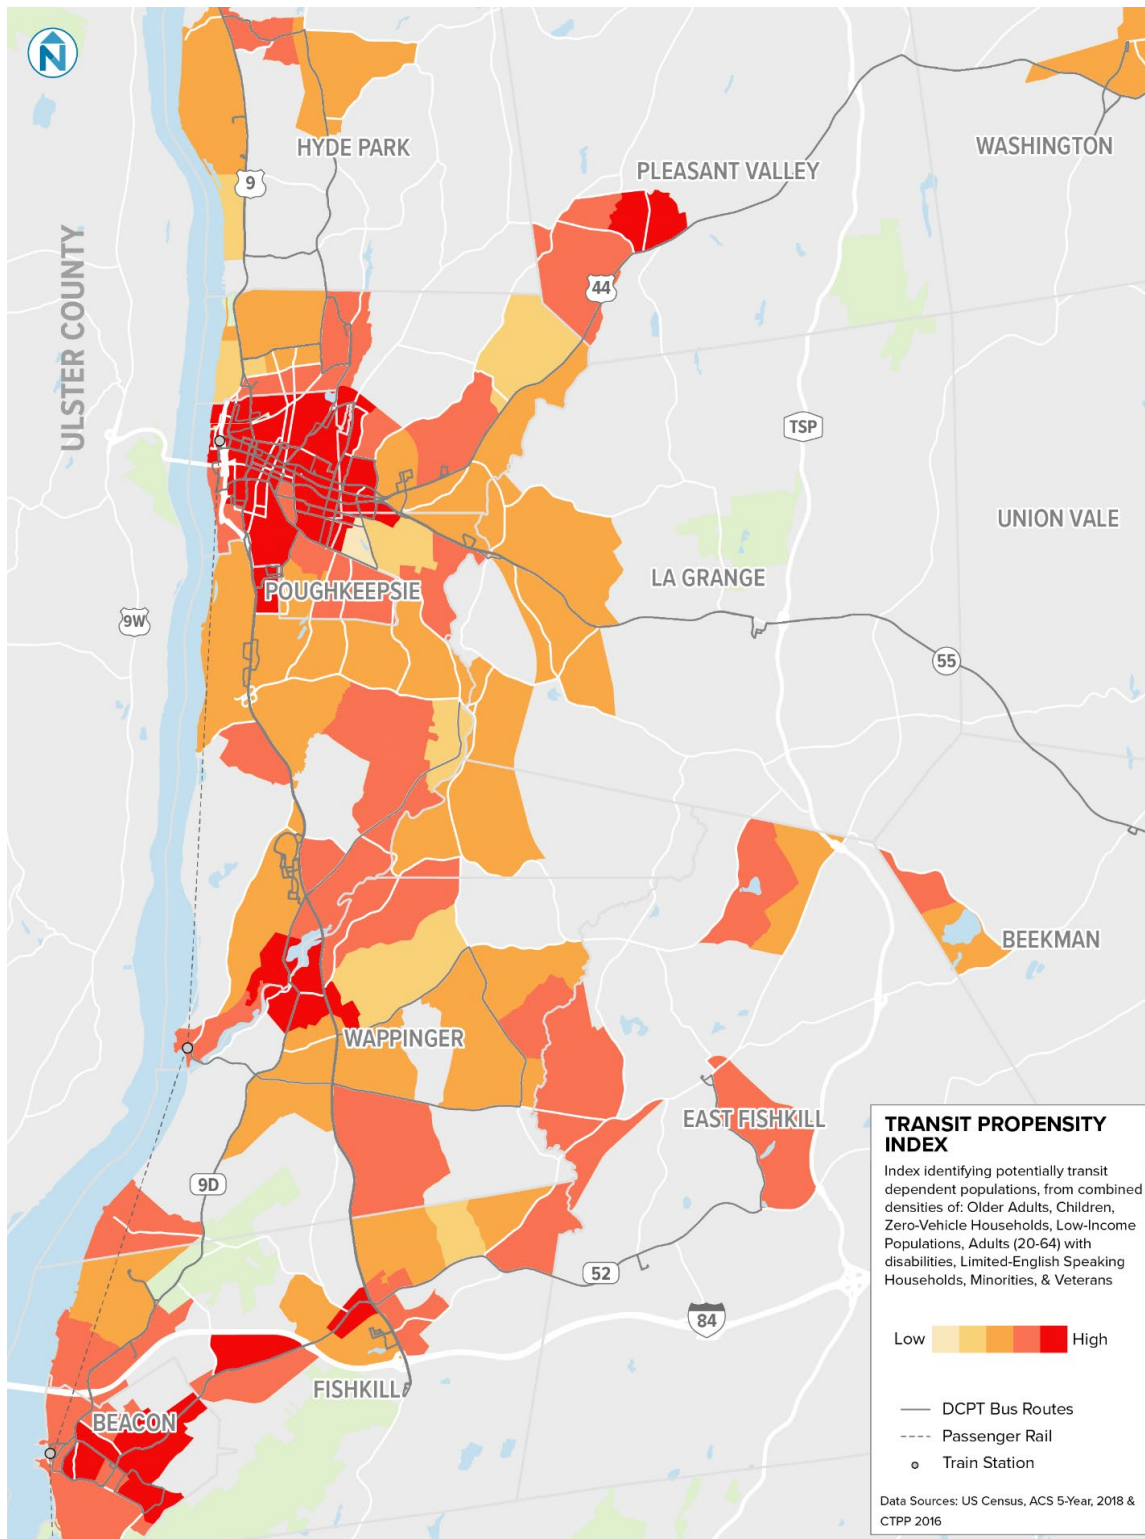 N
HYDE PARK
WASHINGTON
PLEASANT VALLEY
9
ULSTER COUNTY
44
TSP
UNION VALE
LA GRANGE
POUGHKEEPSIE
9W
55
BEEKMAN
WAPPINGER
EAST FISHKILL
9D
52
84
FISHKILL
BEACON
TRANSIT PROPENSITY
INDEX
Index identifying potentially transit
dependent populations, from combined
densities of: Older Adults, Children,
Zero-Vehicle Households, Low-Income
Populations, Adults (20-64) with
disabilities, Limited-English Speaking
Households, Minorities, & Veterans
Low High
DCPT Bus Routes
Passenger Rail
Train Station
Data Sources: US Census, ACS 5-Year, 2018 &
CTPP 2016